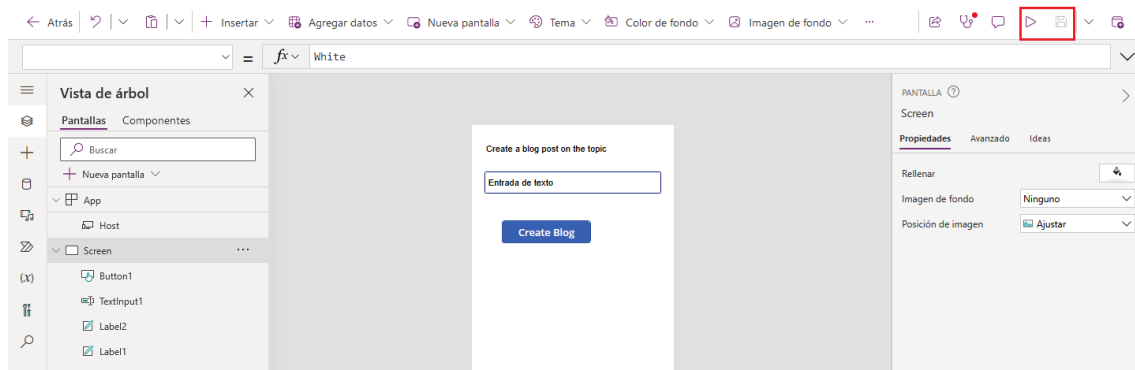 Atrás Insertar Agregar datos Nueva pantalla Tema Color de fondo Imagen de fondo ...
= fx White
Vista de árbol
Pantallas Componentes
Buscar
Nueva pantalla
App
Host
Screen ...
Button1
TextInput1
Label2
Label1
(x)
Create a blog post on the topic
Entrada de texto
Create Blog
PANTALLA ?
Screen
Propiedades Avanzado Ideas
Rellenar
Imagen de fondo Ninguno
Posición de imagen Ajustar